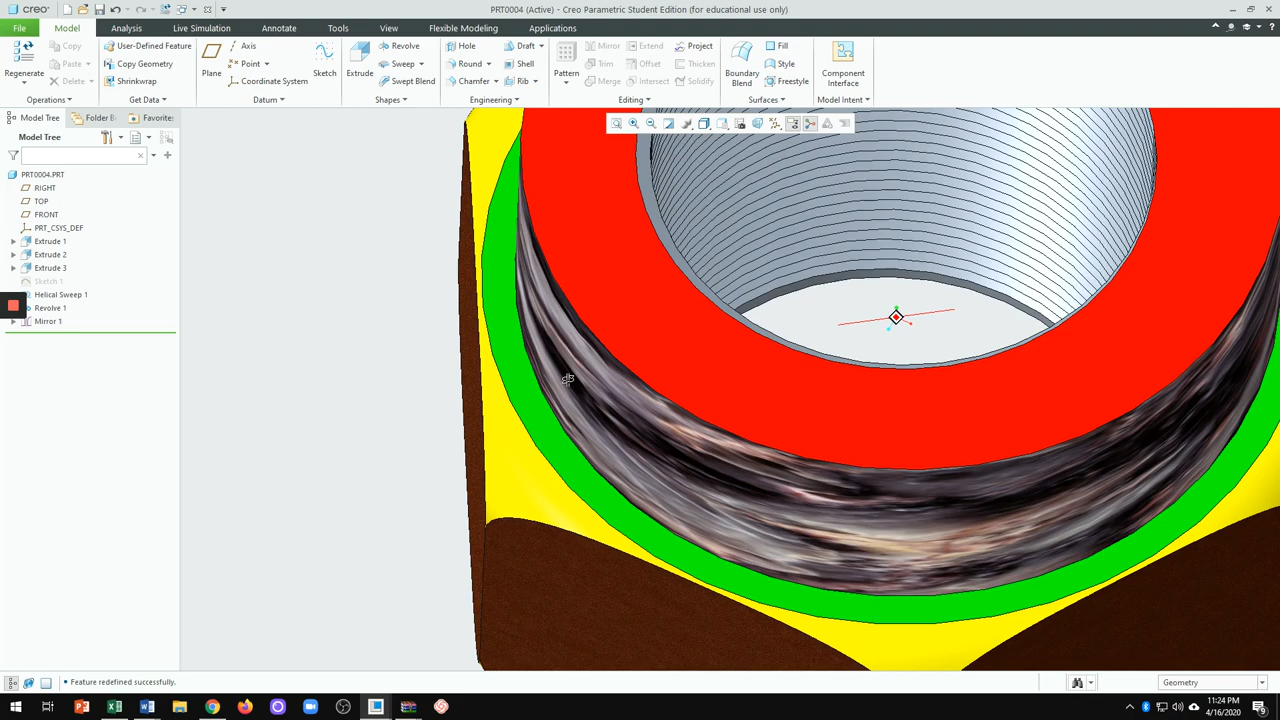 creo
PRT0004 (Active) - Creo Parametric Student Edition (for educational use only)
File Model Analysis Live Simulation Annotate Tools View Flexible Modeling Applications
Regenerate
Copy
Paste
Delete
Operations
User-Defined Feature
Copy Geometry
Shrinkwrap
Get Data
Plane
Axis
Point
Coordinate System
Sketch
Datum
Extrude
Revolve
Sweep
Swept Blend
Shapes
Hole
Round
Chamfer
Draft
Shell
Rib
Engineering
Pattern
Mirror
Trim
Merge
Extend
Offset
Intersect
Project
Thicken
Solidify
Editing
Boundary
Blend
Fill
Style
Freestyle
Surfaces
Component
Interface
Model Intent
Model Tree Folder B Favorite:
Model Tree
PRT0004.PRT
RIGHT
TOP
FRONT
PRT_CSYS_DEF
Extrude 1
Extrude 2
Extrude 3
Sketch 1
Helical Sweep 1
Revolve 1
Mirror 1
• Feature redefined successfully.
Geometry
11:24 PM
4/16/2020